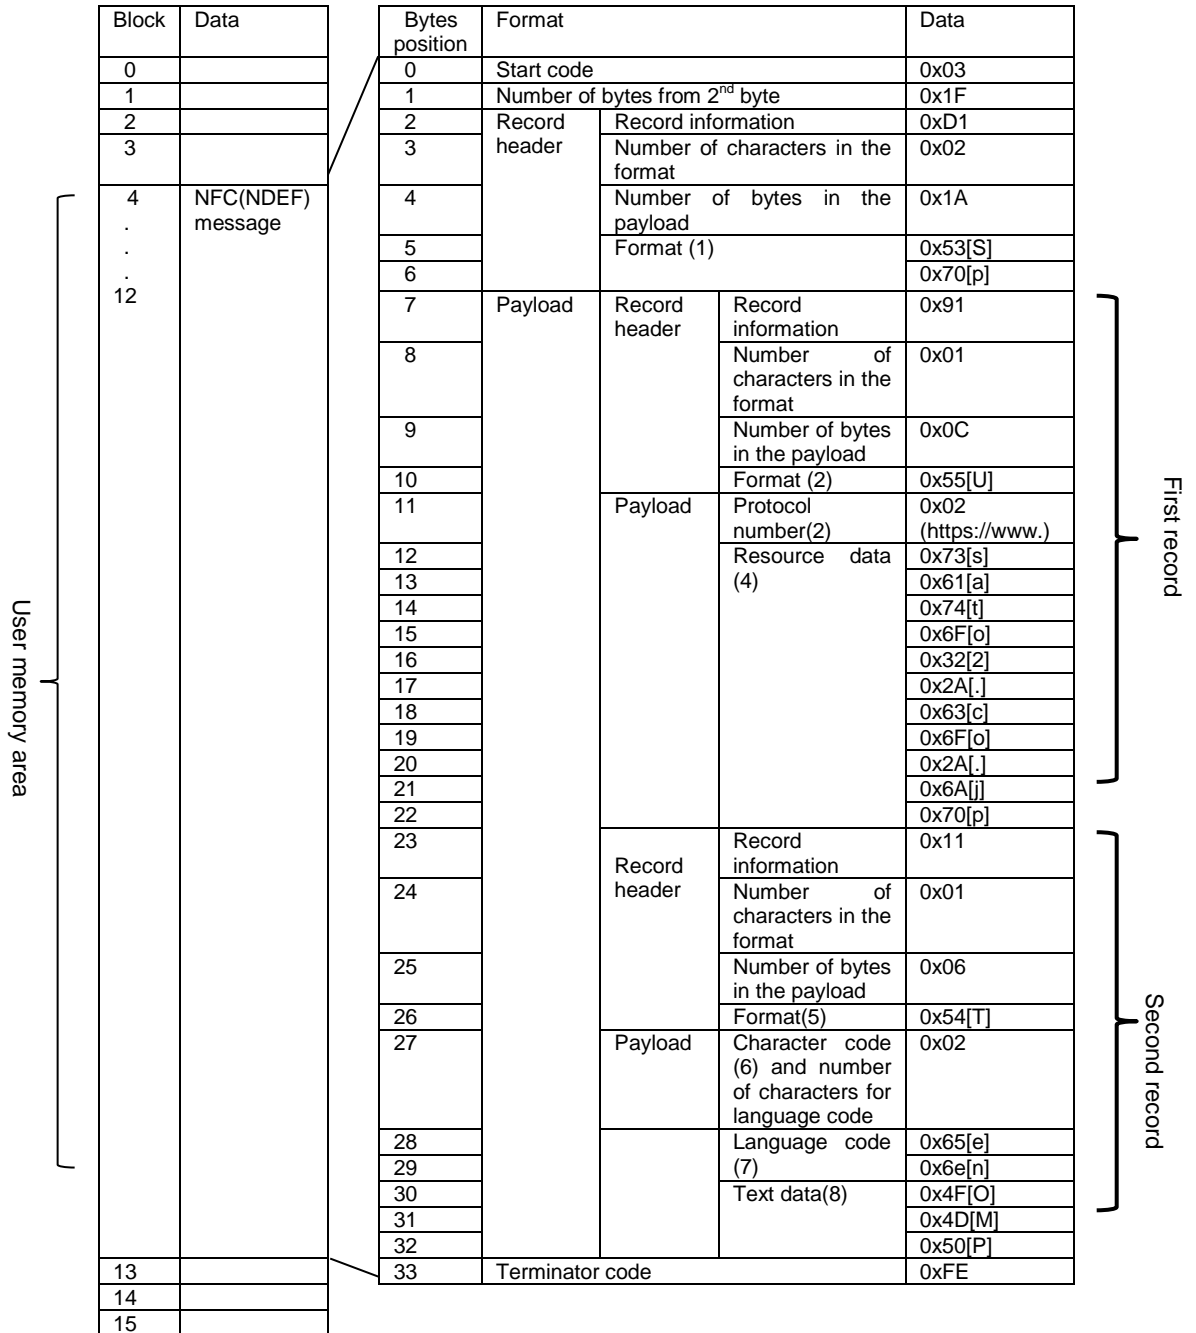 Block Data
0
1
2
3
4 NFC(NDEF)
message
.
.
.
12
13
14
15
User memory area
Bytes position Format Data
0 Start code 0x03
1 Number of bytes from 2nd byte 0x1F
2 Record header Record information 0xD1
3 Number of characters in the format 0x02
4 Number of bytes in the payload 0x1A
5 Format (1) 0x53[S]
6 0x70[p]
7 Payload Record header Record information 0x91
8 Number of characters in the format 0x01
9 Number of bytes in the payload 0x0C
10 Format (2) 0x55[U]
11 Payload Protocol number(2) 0x02 (https://www.)
12 Resource data (4) 0x73[s]
13 0x61[a]
14 0x74[t]
15 0x6F[o]
16 0x32[2]
17 0x2A[.]
18 0x63[c]
19 0x6F[o]
20 0x2A[.]
21 0x6A[j]
22 0x70[p]
23 Record header Record information 0x11
24 Number of characters in the format 0x01
25 Number of bytes in the payload 0x06
26 Format(5) 0x54[T]
27 Payload Character code (6) and number of characters for language code 0x02
28 Language code (7) 0x65[e]
29 0x6e[n]
30 Text data(8) 0x4F[O]
31 0x4D[M]
32 0x50[P]
33 Terminator code 0xFE
First record
Second record